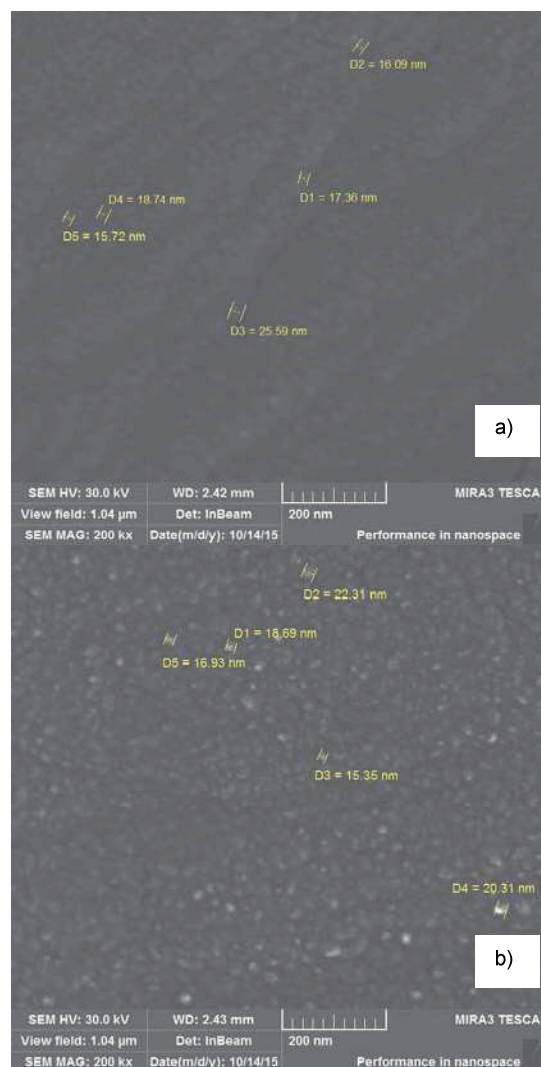 D2 = 16.09 nm
D4 = 18.74 nm
D1 = 17.36 nm
D5 = 15.72 nm
D3 = 25.59 nm
a)
SEM HV: 30.0 kV WD: 2.42 mm MIRA3 TESCA
View field: 1.04 µm Det: InBeam 200 nm
SEM MAG: 200 kx Date(m/d/y): 10/14/15 Performance in nanospace
D2 = 22.31 nm
D1 = 18.69 nm
D5 = 16.93 nm
D3 = 15.35 nm
D4 = 20.31 nm
b)
SEM HV: 30.0 kV WD: 2.43 mm MIRA3 TESCA
View field: 1.04 µm Det: InBeam 200 nm
SEM MAG: 200 kx Date(m/d/y): 10/14/15 Performance in nanospace